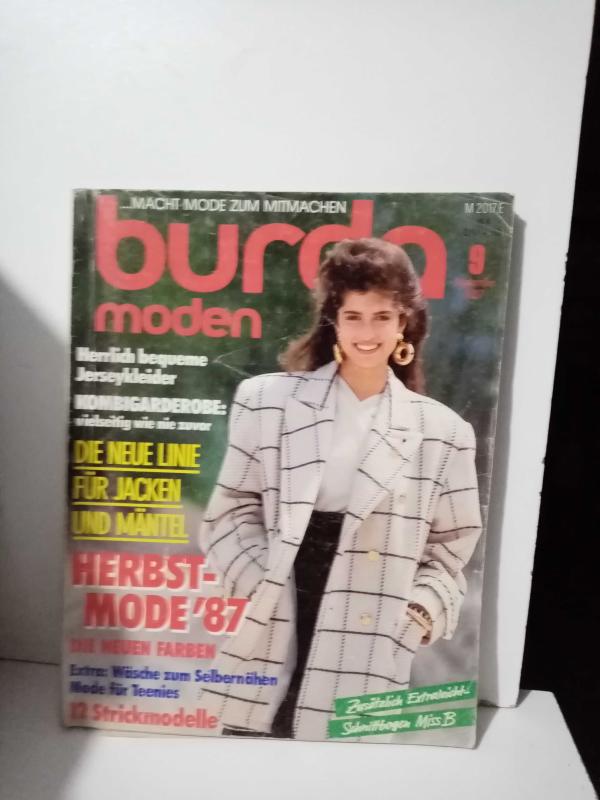 ...MACHT MODE ZUM MITMACHEN
M 2017 E
burda
moden
9
Herrlich bequeme
Jerseykleider
KOMBIGARDEROBE:
vielseitig wie nie zuvor
DIE NEUE LINIE
FÜR JACKEN
UND MÄNTEL
HERBST-
MODE '87
DIE NEUEN FARBEN
Extra: Wäsche zum Selbernähen
Mode für Teenies
12 Strickmodelle
Zusätzlich
Schnittbogen Miss B